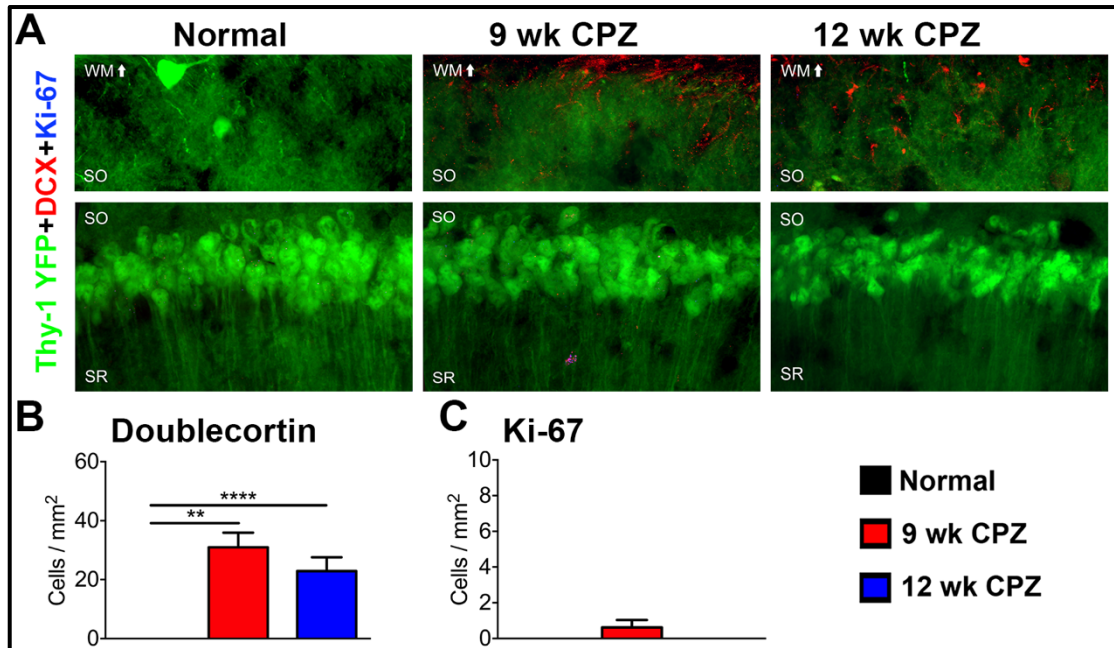 A
Normal
9 wk CPZ
12 wk CPZ
Thy-1 YFP+DCX+Ki-67
WM
WM
WM
SO
SO
SO
SO
SO
SO
SR
SR
SR
B
Doublecortin
Cells / mm²
60
40
20
0
****
**
C
Ki-67
Cells / mm²
10
8
6
4
2
0
Normal
9 wk CPZ
12 wk CPZ